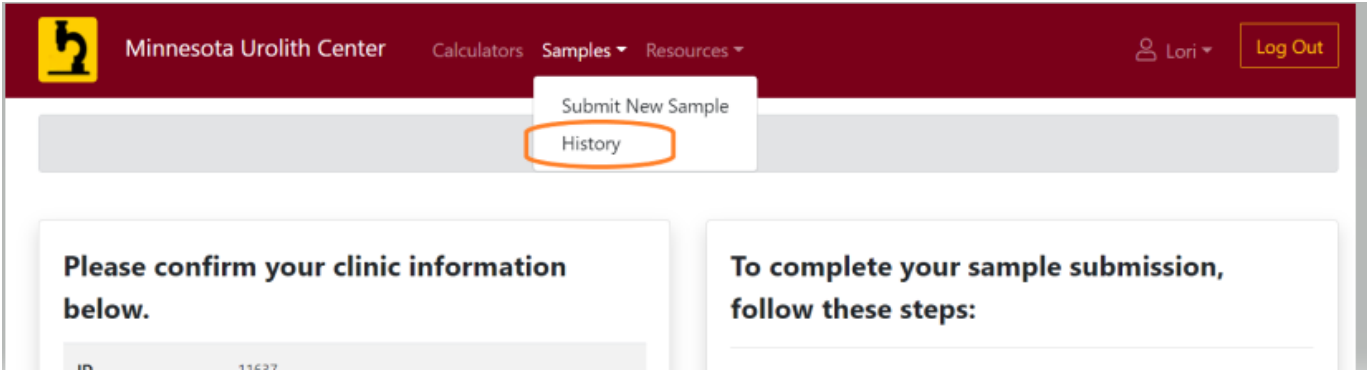 Minnesota Urolith Center Calculators Samples Resources Lori Log Out
Submit New Sample
History
Please confirm your clinic information
below.
To complete your sample submission,
follow these steps:
ID 11637